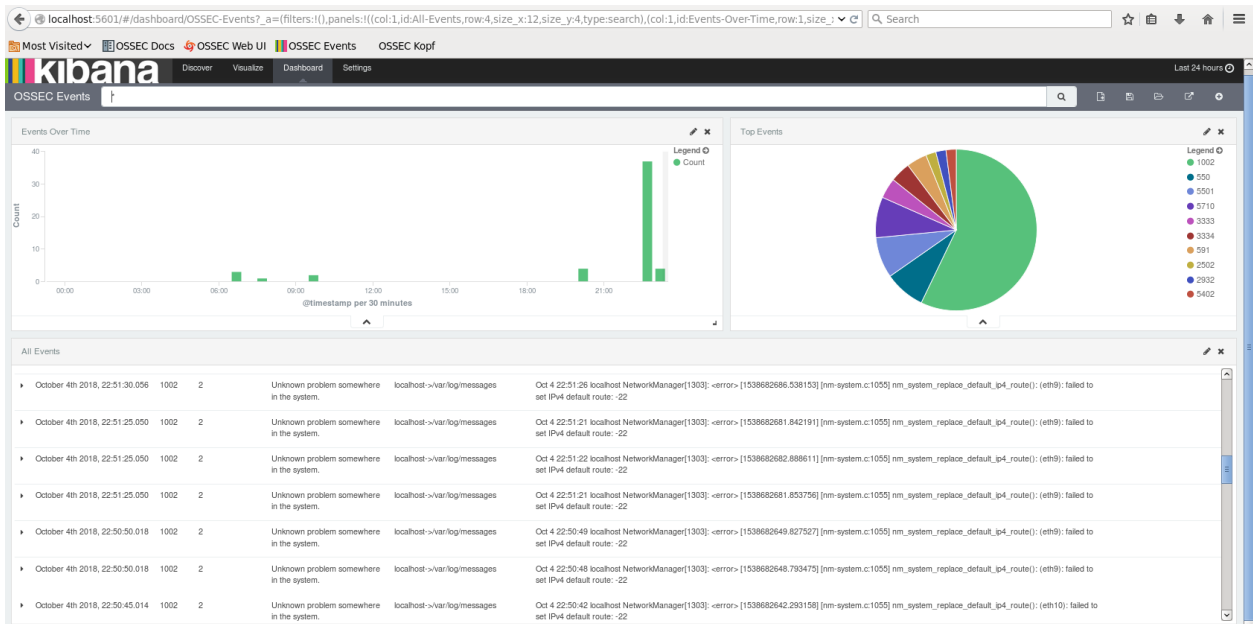 localhost:5601/#/dashboard/OSSEC-Events?_a=(filters:!(),panels:!((col:1,id:All-Events,row:4,size_x:12,size_y:4,type:search),(col:1,id:Events-Over-Time,row:1,size_
Search
Most Visited
OSSEC Docs
OSSEC Web UI
OSSEC Events
OSSEC Kopf
kibana
Discover
Visualize
Dashboard
Settings
Last 24 hours
OSSEC Events
*
Events Over Time
Legend
Count
40
30
20
10
0
Count
00:00
03:00
06:00
09:00
12:00
15:00
18:00
21:00
@timestamp per 30 minutes
Top Events
Legend
1002
550
5501
5710
3333
3334
591
2502
2932
5402
All Events
October 4th 2018, 22:51:30.056 1002 2 Unknown problem somewhere localhost->/var/log/messages Oct 4 22:51:26 localhost NetworkManager[1303]: <error> [1538682686.538153] [nm-system.c:1055] nm_system_replace_default_ip4_route(): (eth9): failed to
in the system. set IPv4 default route: -22
October 4th 2018, 22:51:25.050 1002 2 Unknown problem somewhere localhost->/var/log/messages Oct 4 22:51:21 localhost NetworkManager[1303]: <error> [1538682681.842191] [nm-system.c:1055] nm_system_replace_default_ip4_route(): (eth9): failed to
in the system. set IPv4 default route: -22
October 4th 2018, 22:51:25.050 1002 2 Unknown problem somewhere localhost->/var/log/messages Oct 4 22:51:22 localhost NetworkManager[1303]: <error> [1538682682.888611] [nm-system.c:1055] nm_system_replace_default_ip4_route(): (eth9): failed to
in the system. set IPv4 default route: -22
October 4th 2018, 22:51:25.050 1002 2 Unknown problem somewhere localhost->/var/log/messages Oct 4 22:51:21 localhost NetworkManager[1303]: <error> [1538682681.853756] [nm-system.c:1055] nm_system_replace_default_ip4_route(): (eth9): failed to
in the system. set IPv4 default route: -22
October 4th 2018, 22:50:50.018 1002 2 Unknown problem somewhere localhost->/var/log/messages Oct 4 22:50:49 localhost NetworkManager[1303]: <error> [1538682649.827527] [nm-system.c:1055] nm_system_replace_default_ip4_route(): (eth9): failed to
in the system. set IPv4 default route: -22
October 4th 2018, 22:50:50.018 1002 2 Unknown problem somewhere localhost->/var/log/messages Oct 4 22:50:48 localhost NetworkManager[1303]: <error> [1538682648.793475] [nm-system.c:1055] nm_system_replace_default_ip4_route(): (eth9): failed to
in the system. set IPv4 default route: -22
October 4th 2018, 22:50:45.014 1002 2 Unknown problem somewhere localhost->/var/log/messages Oct 4 22:50:42 localhost NetworkManager[1303]: <error> [1538682642.293158] [nm-system.c:1055] nm_system_replace_default_ip4_route(): (eth10): failed to
in the system. set IPv4 default route: -22